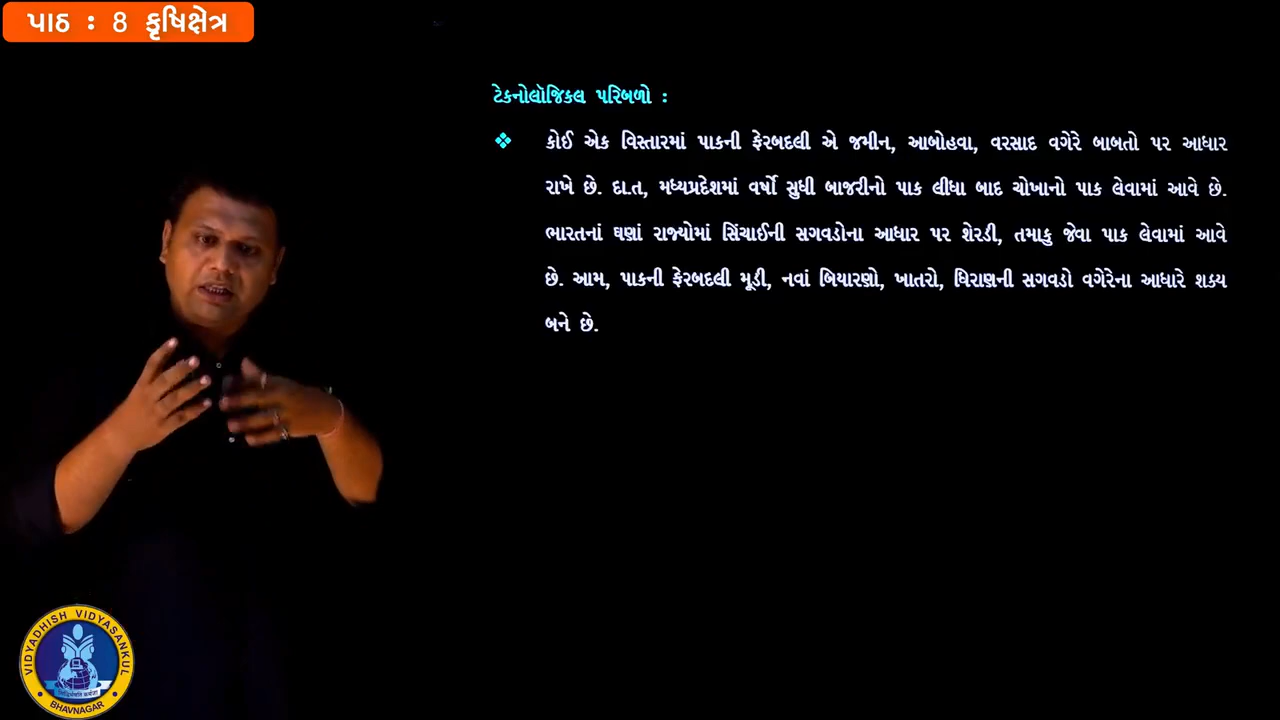 પાઠ : 8 કૃષિક્ષેત્ર
ટેકનોલૉજિકલ પરિબળો :
❖ કોઈ એક વિસ્તારમાં પાકની ફેરબદલી એ જમીન, આબોહવા, વરસાદ વગેરે બાબતો પર આધાર
રાખે છે. દા.ત, મધ્યપ્રદેશમાં વર્ષો સુધી બાજરીનો પાક લીધા બાદ ચોખાનો પાક લેવામાં આવે છે.
ભારતનાં ઘણાં રાજ્યોમાં સિંચાઈની સગવડોના આધાર પર શેરડી, તમાકુ જેવા પાક લેવામાં આવે
છે. આમ, પાકની ફેરબદલી મૂડી, નવાં બિયારણો, ખાતરો, ધિરાણની સગવડો વગેરેના આધારે શક્ય
બને છે.
VIDYADHISH VIDYASANKUL
BHAVNAGAR